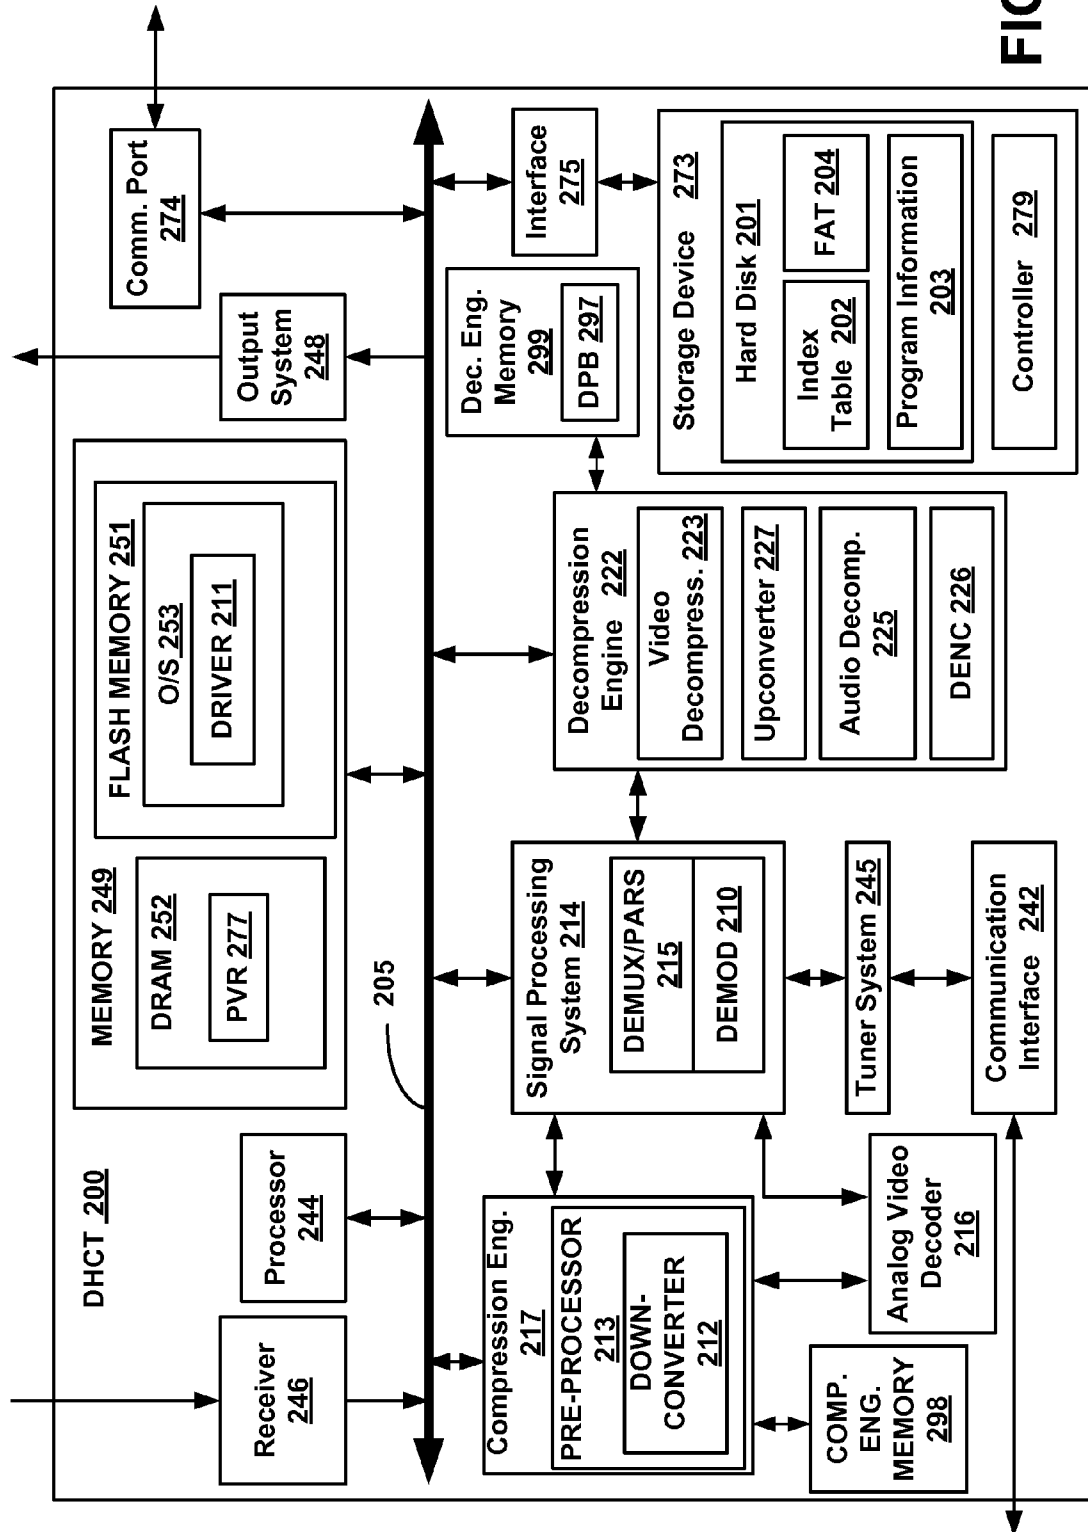 FIG
DHCT 200
Receiver
246
Processor
244
MEMORY 249
DRAM 252
PVR 277
FLASH MEMORY 251
O/S 253
DRIVER 211
Output
System
248
Comm. Port
274
205
Compression Eng.
217
PRE-PROCESSOR
213
DOWN-
CONVERTER
212
COMP.
ENG.
MEMORY
298
Analog Video
Decoder
216
Signal Processing
System 214
DEMUX/PARS
215
DEMOD 210
Tuner System 245
Communication
Interface 242
Decompression
Engine 222
Video
Decompress. 223
Upconverter 227
Audio Decomp.
225
DENC 226
Dec. Eng.
Memory
299
DPB 297
Interface
275
Storage Device 273
Hard Disk 201
Index
Table 202
FAT 204
Program Information
203
Controller 279